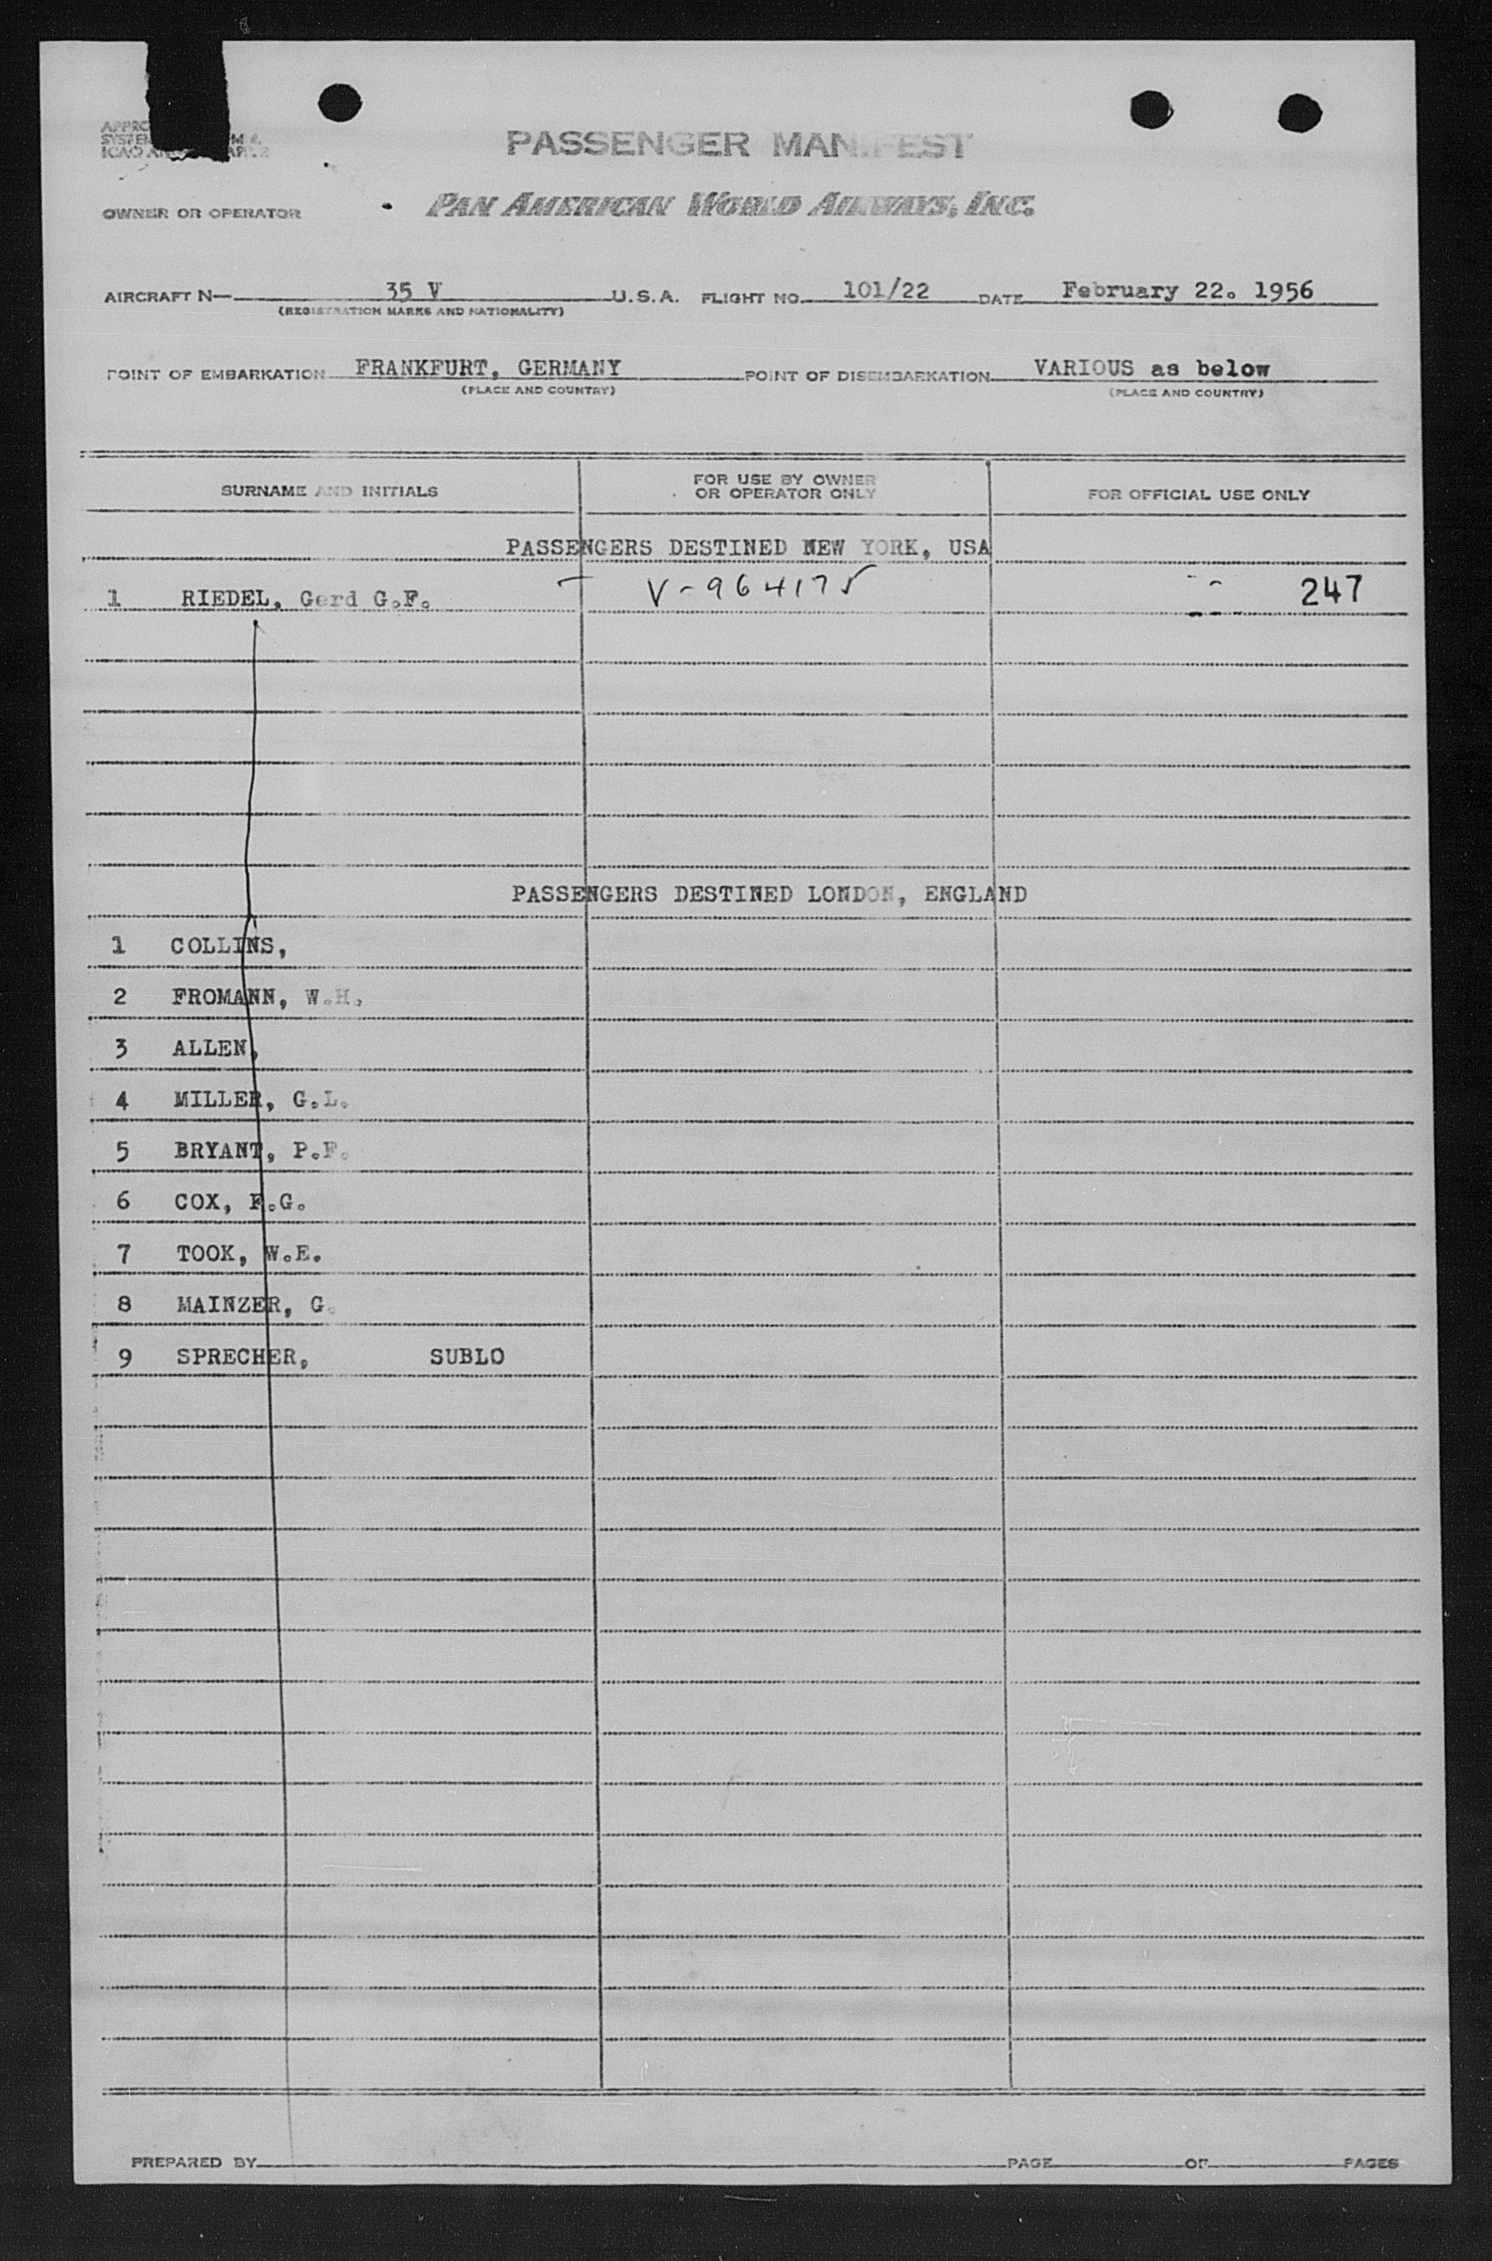 PASSENGER MANIFEST
OWNER OR OPERATOR PAN AMERICAN WORLD AIRWAYS, INC.
AIRCRAFT N— 35 V U.S.A. FLIGHT NO. 101/22 DATE February 22. 1956
(REGISTRATION MARKS AND NATIONALITY)
POINT OF EMBARKATION FRANKFURT, GERMANY POINT OF DISEMBARKATION VARIOUS as below
(PLACE AND COUNTRY) (PLACE AND COUNTRY)
SURNAME AND INITIALS FOR USE BY OWNER OR OPERATOR ONLY FOR OFFICIAL USE ONLY
PASSENGERS DESTINED NEW YORK, USA
1 RIEDEL, Gerd G.F. V-964175 247
PASSENGERS DESTINED LONDON, ENGLAND
1 COLLINS,
2 FROMANN, W.H.
3 ALLEN,
4 MILLER, G.L.
5 BRYANT, P.F.
6 COX, F.G.
7 TOOK, W.E.
8 MAINZER, G.
9 SPRECHER, SUBLO
PREPARED BY PAGE OF PAGES